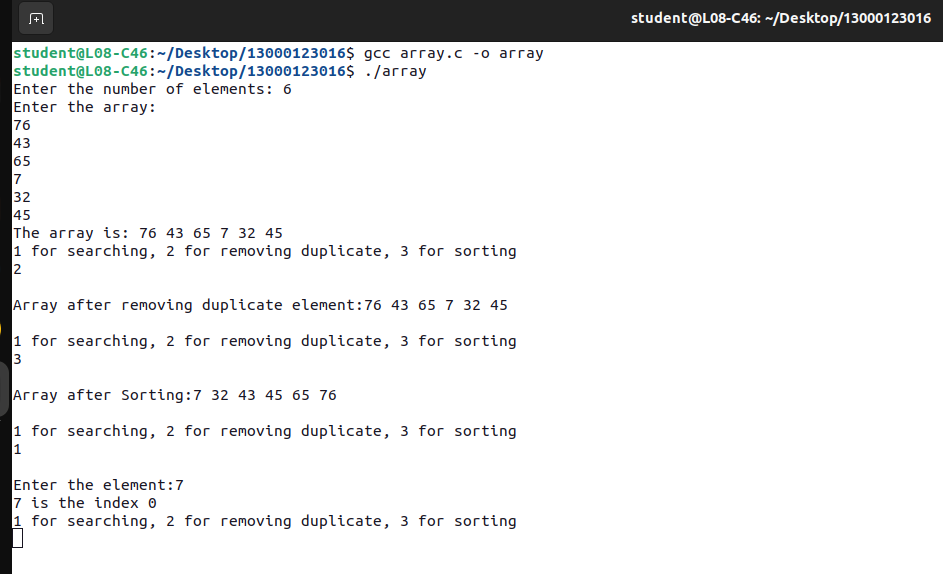 student@L08-C46: ~/Desktop/13000123016
student@L08-C46:~/Desktop/13000123016$ gcc array.c -o array
student@L08-C46:~/Desktop/13000123016$ ./array
Enter the number of elements: 6
Enter the array:
76
43
65
7
32
45
The array is: 76 43 65 7 32 45
1 for searching, 2 for removing duplicate, 3 for sorting
2
Array after removing duplicate element:76 43 65 7 32 45
1 for searching, 2 for removing duplicate, 3 for sorting
3
Array after Sorting:7 32 43 45 65 76
1 for searching, 2 for removing duplicate, 3 for sorting
1
Enter the element:7
7 is the index 0
1 for searching, 2 for removing duplicate, 3 for sorting